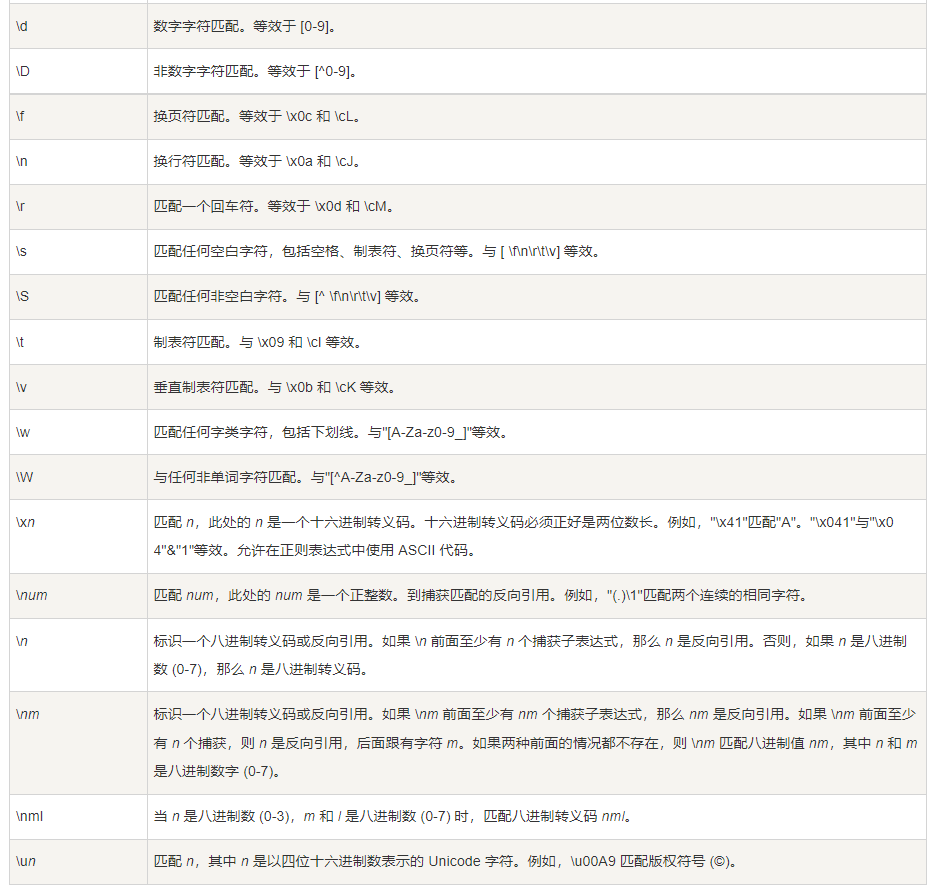 \d 数字字符匹配。等效于 [0-9]。
\D 非数字字符匹配。等效于 [^0-9]。
\f 换页符匹配。等效于 \x0c 和 \cL。
\n 换行符匹配。等效于 \x0a 和 \cJ。
\r 匹配一个回车符。等效于 \x0d 和 \cM。
\s 匹配任何空白字符，包括空格、制表符、换页符等。与 [ \f\n\r\t\v] 等效。
\S 匹配任何非空白字符。与 [^ \f\n\r\t\v] 等效。
\t 制表符匹配。与 \x09 和 \cI 等效。
\v 垂直制表符匹配。与 \x0b 和 \cK 等效。
\w 匹配任何字类字符，包括下划线。与"[A-Za-z0-9_]"等效。
\W 与任何非单词字符匹配。与"[^A-Za-z0-9_]"等效。
\xn 匹配 n，此处的 n 是一个十六进制转义码。十六进制转义码必须正好是两位数长。例如，"\x41"匹配"A"。"\x041"与"\x0
4"&"1"等效。允许在正则表达式中使用 ASCII 代码。
\num 匹配 num，此处的 num 是一个正整数。到捕获匹配的反向引用。例如，"(.)\1"匹配两个连续的相同字符。
\n 标识一个八进制转义码或反向引用。如果 \n 前面至少有 n 个捕获子表达式，那么 n 是反向引用。否则，如果 n 是八进制
数 (0-7)，那么 n 是八进制转义码。
\nm 标识一个八进制转义码或反向引用。如果 \nm 前面至少有 nm 个捕获子表达式，那么 nm 是反向引用。如果 \nm 前面至少
有 n 个捕获，则 n 是反向引用，后面跟有字符 m。如果两种前面的情况都不存在，则 \nm 匹配八进制值 nm，其中 n 和 m
是八进制数字 (0-7)。
\nml 当 n 是八进制数 (0-3)，m 和 l 是八进制数 (0-7) 时，匹配八进制转义码 nml。
\un 匹配 n，其中 n 是以四位十六进制数表示的 Unicode 字符。例如，\u00A9 匹配版权符号 (©)。